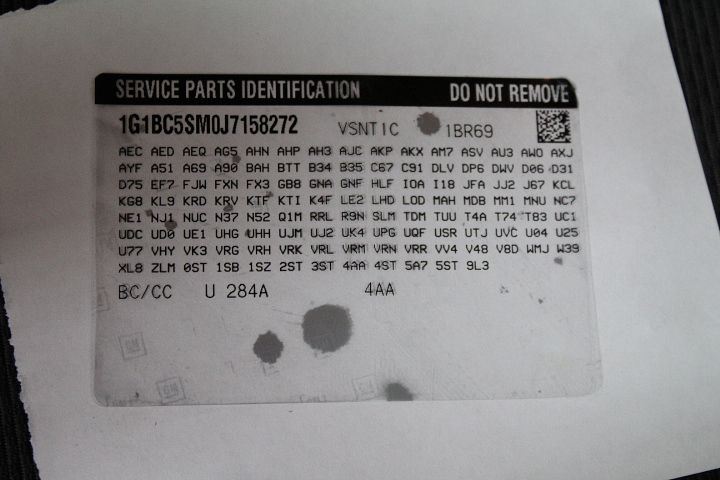 SERVICE PARTS IDENTIFICATION DO NOT REMOVE
1G1BC5SM0J7158272 VSNTIC 1BR69
AEC AED AEQ AG5 AHN AHP AH3 AJC AKP AKX AM7 ASV AU3 AWO AXJ
AYF A51 A69 A90 BAH BTT B34 B35 C67 C91 DLV DP6 DWV D06 D31
D75 EF7 FJW FXN FX3 GB8 GNA GNF HLF IOA I18 JFA JJ2 J67 KCL
KG8 KL9 KRD KRV KTF KTI K4F LE2 LHD LOD MAH MDB MM1 MNU NC7
NE1 NJ1 NUC N37 N52 Q1M RRL R9N SLM TDM TUU T4A T74 T83 UC1
UDC UD0 UE1 UHG UHH UJM UJ2 UK4 UPG UQF USR UTJ UVC U04 U25
U77 VHY VK3 VRG VRH VRK VRL VRM VRN VRR VV4 V48 V8D WMJ W39
XL8 ZLM 0ST 1SB 1SZ 2ST 3ST 4AA 4ST 5A7 5ST 9L3
BC/CC U 284A 4AA
GM
GM